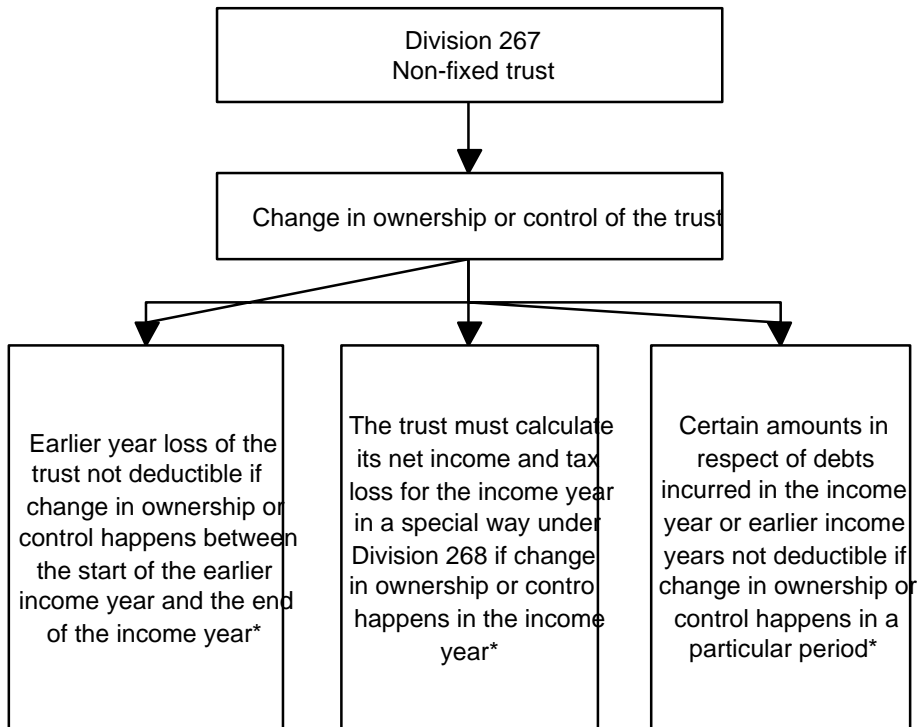 Division 267
Non-fixed trust
Change in ownership or control of the trust
Earlier year loss of the
trust not deductible if
change in ownership or
control happens between
the start of the earlier
income year and the end
of the income year*
The trust must calculate
its net income and tax
loss for the income year
in a special way under
Division 268 if change
in ownership or contro
happens in the income
year*
Certain amounts in
respect of debts
incurred in the income
year or earlier income
years not deductible if
change in ownership or
control happens in a
particular period*